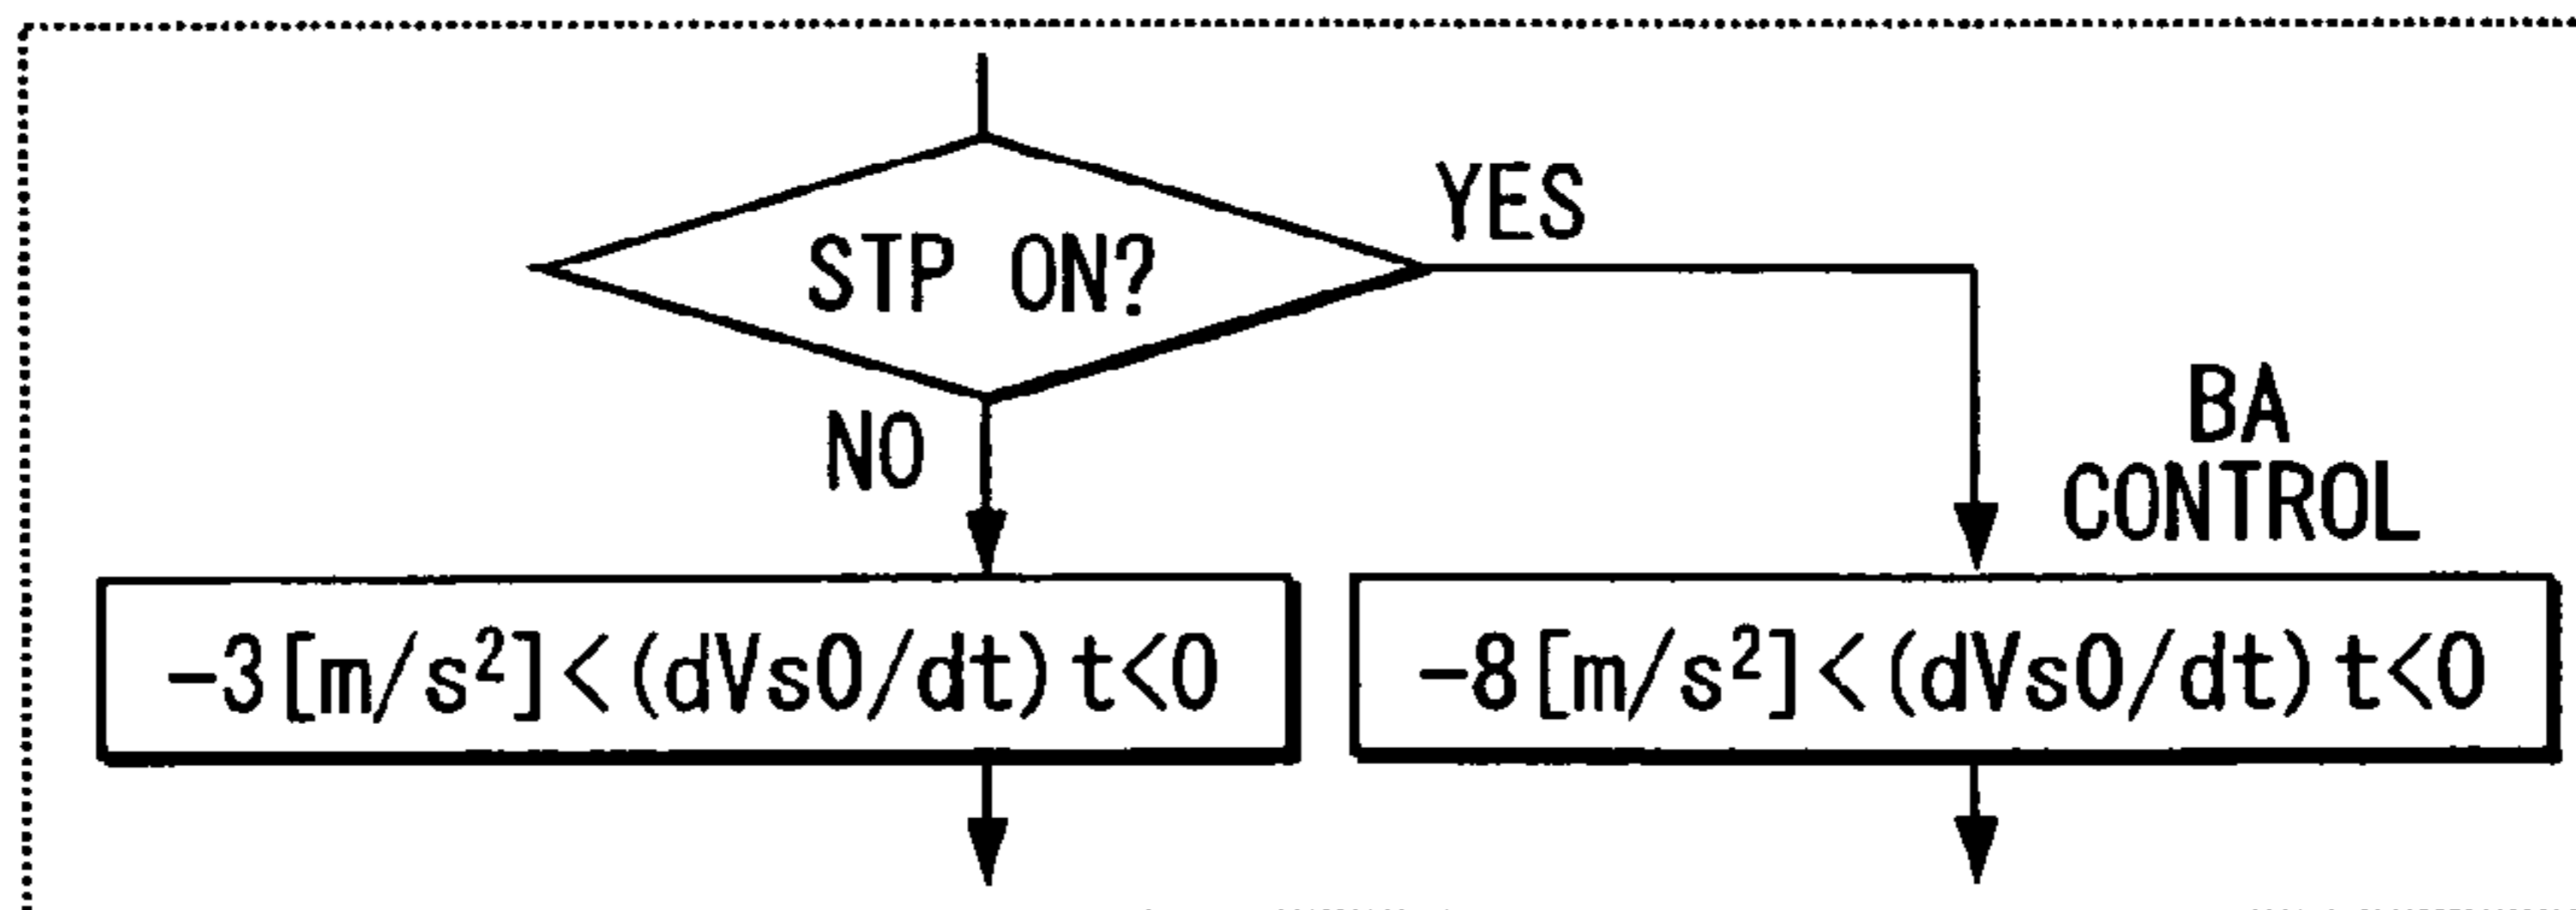 STP ON?
YES
NO
BA
CONTROL
-3[m/s²]<(dVs0/dt)t<0
-8[m/s²]<(dVs0/dt)t<0